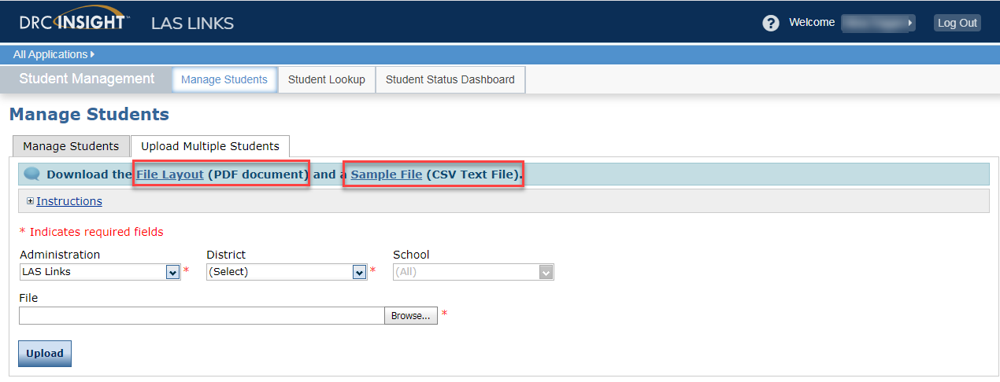 DRC INSIGHT™ LAS LINKS ? Welcome Log Out
All Applications
Student Management Manage Students Student Lookup Student Status Dashboard
Manage Students
Manage Students Upload Multiple Students
Download the File Layout (PDF document) and a Sample File (CSV Text File).
Instructions
* Indicates required fields
Administration District School
LAS Links * (Select) * (All)
File
Browse... *
Upload